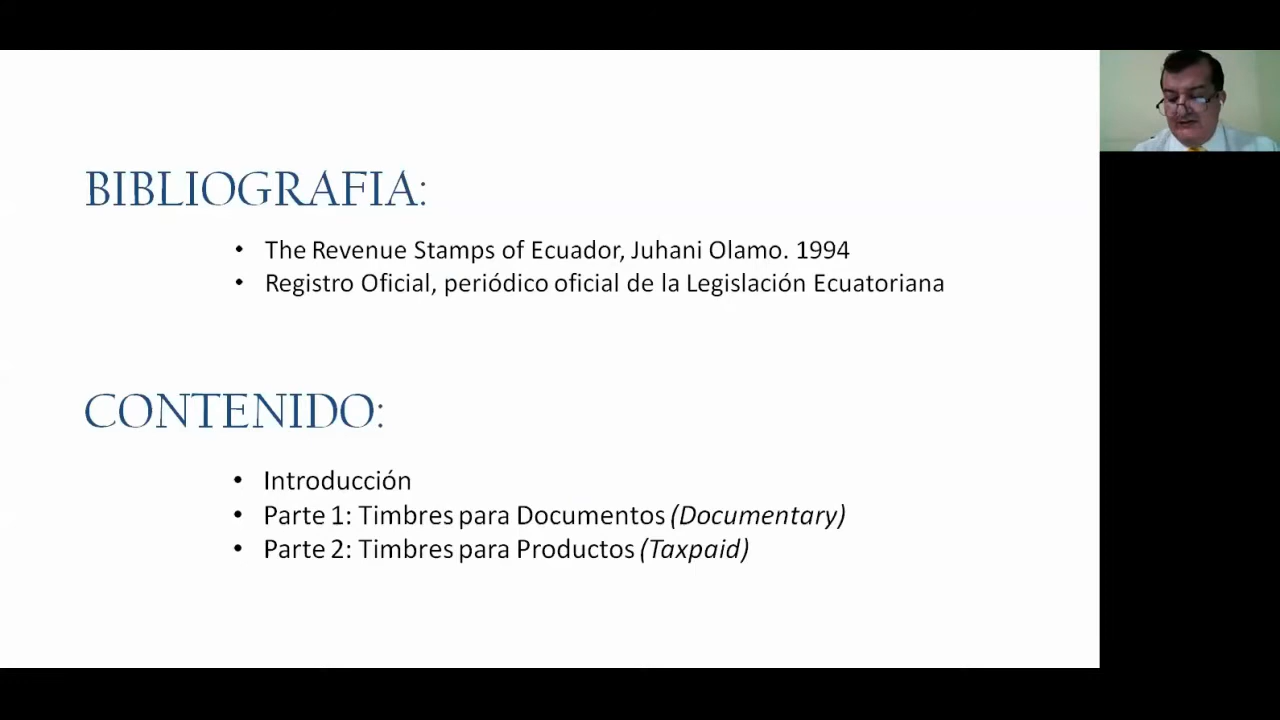 BIBLIOGRAFIA:
• The Revenue Stamps of Ecuador, Juhani Olamo. 1994
• Registro Oficial, periódico oficial de la Legislación Ecuatoriana
CONTENIDO:
• Introducción
• Parte 1: Timbres para Documentos (Documentary)
• Parte 2: Timbres para Productos (Taxpaid)